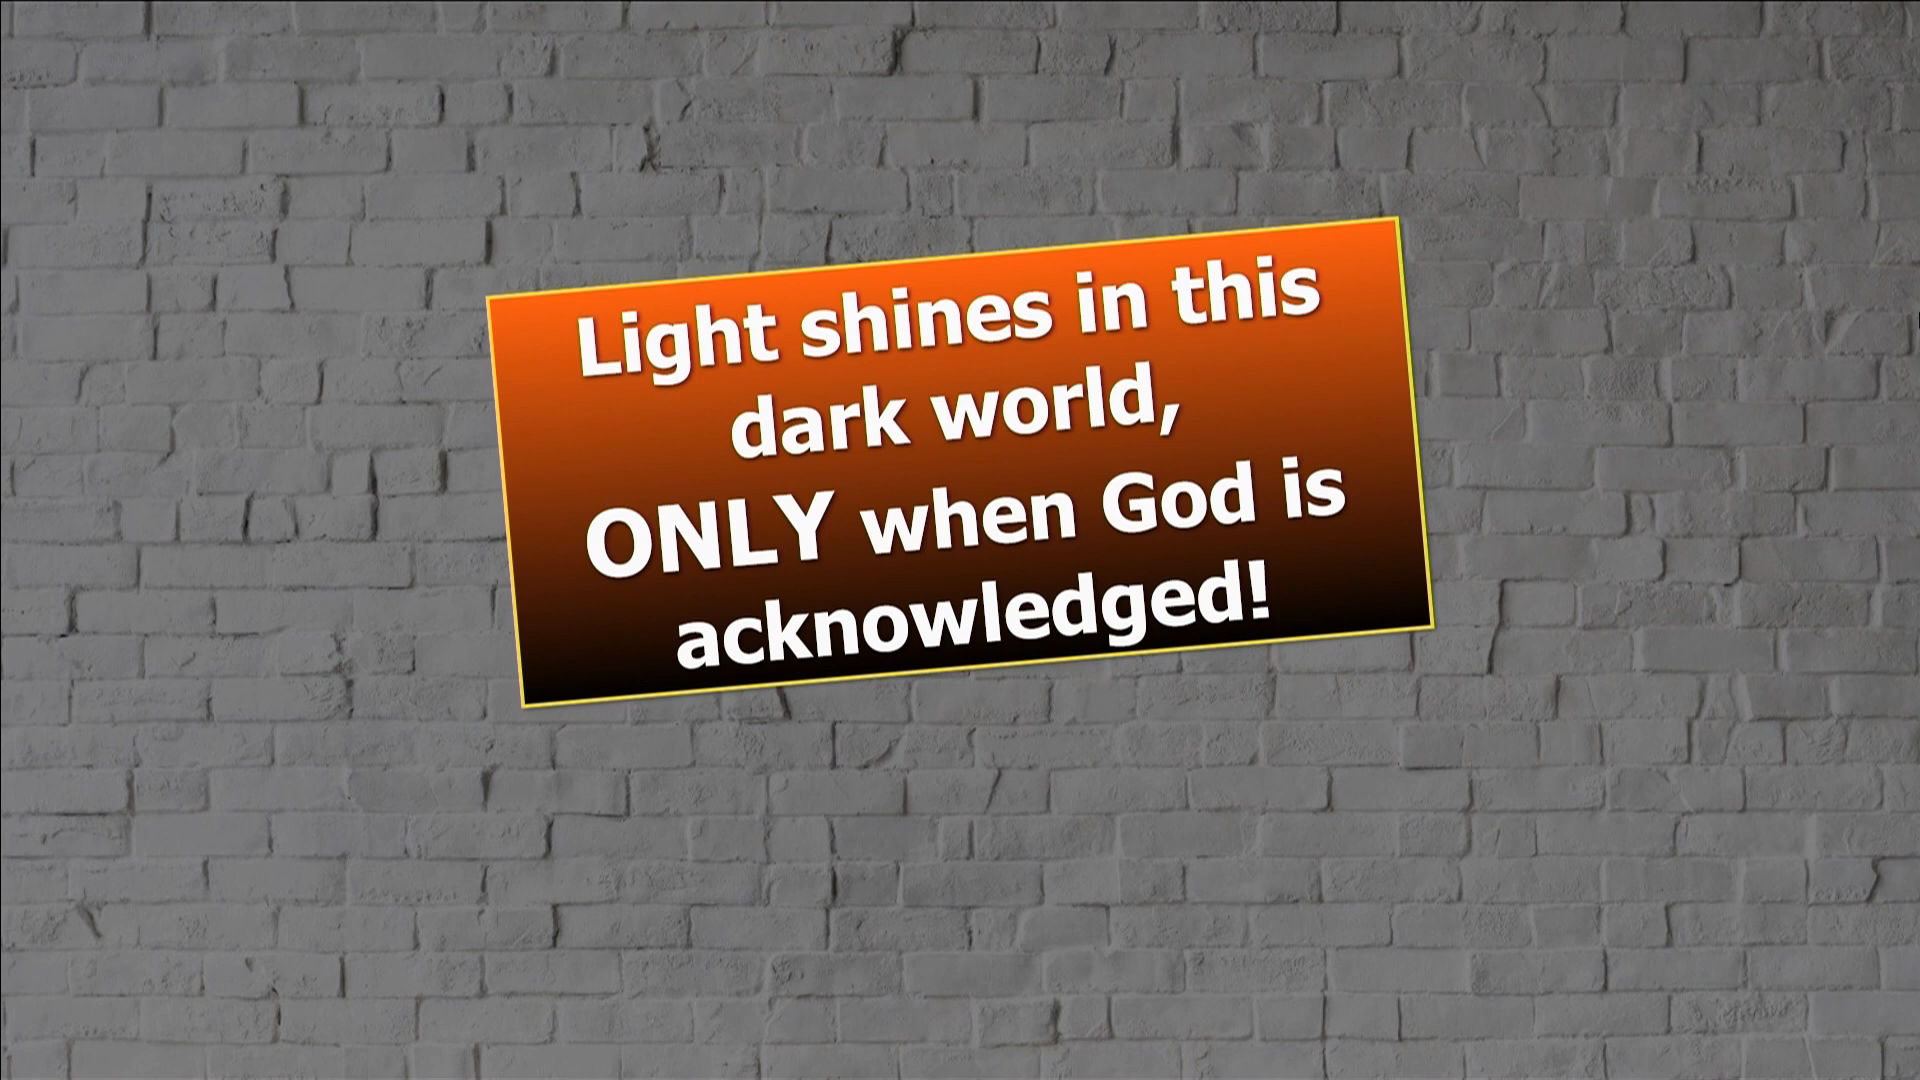 Light shines in this
dark world,
ONLY when God is
acknowledged!